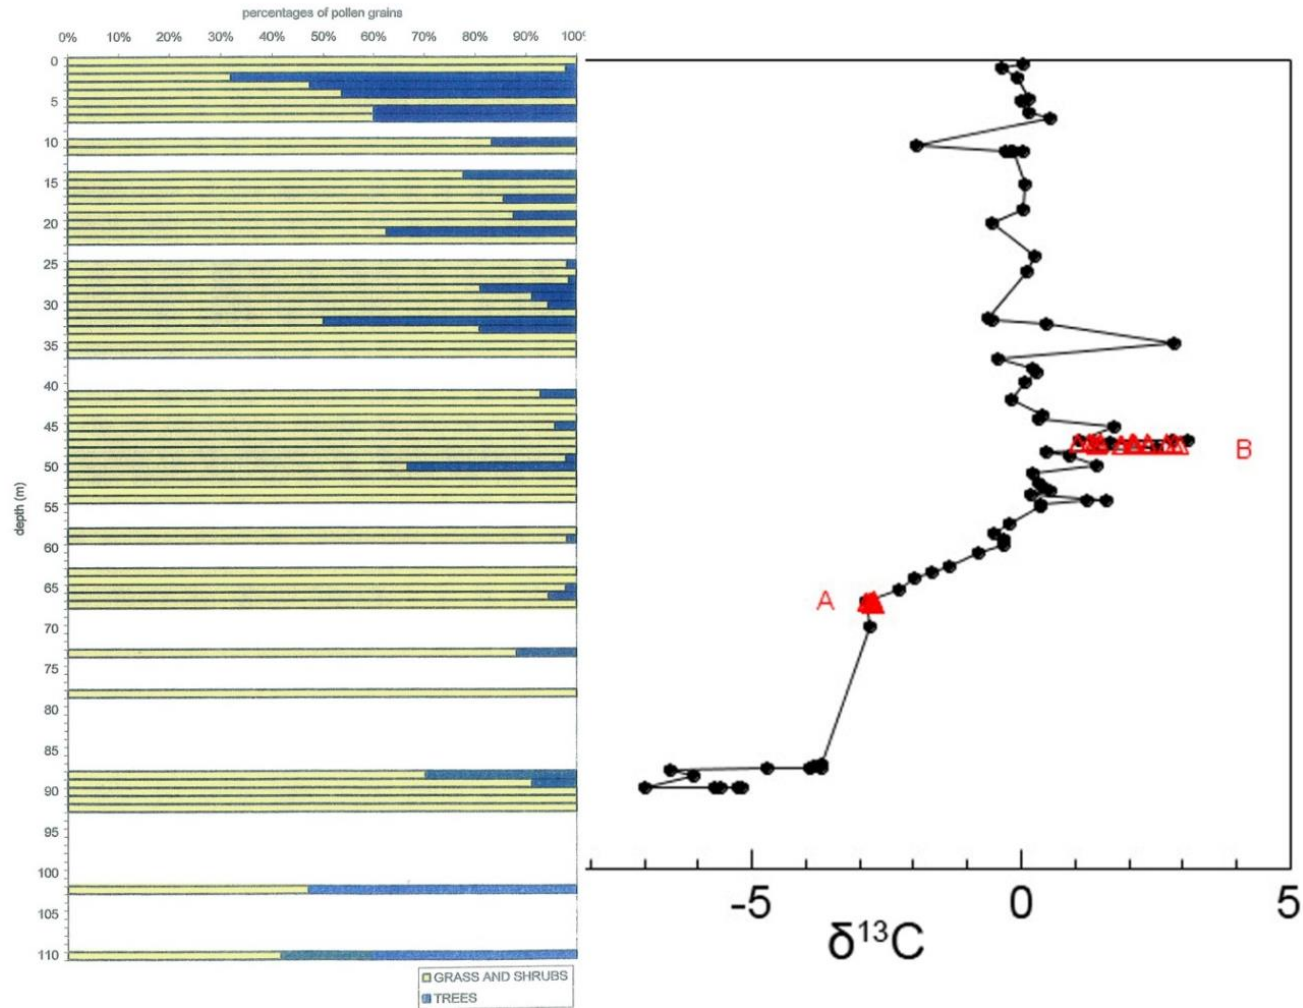 percentages of pollen grains
0% 10% 20% 30% 40% 50% 60% 70% 80% 90% 100%
0
5
10
15
20
25
30
35
40
45
50
55
60
65
70
75
80
85
90
95
100
105
110
depth (m)
GRASS AND SHRUBS
TREES
B
A
-5 0 5
δ¹³C